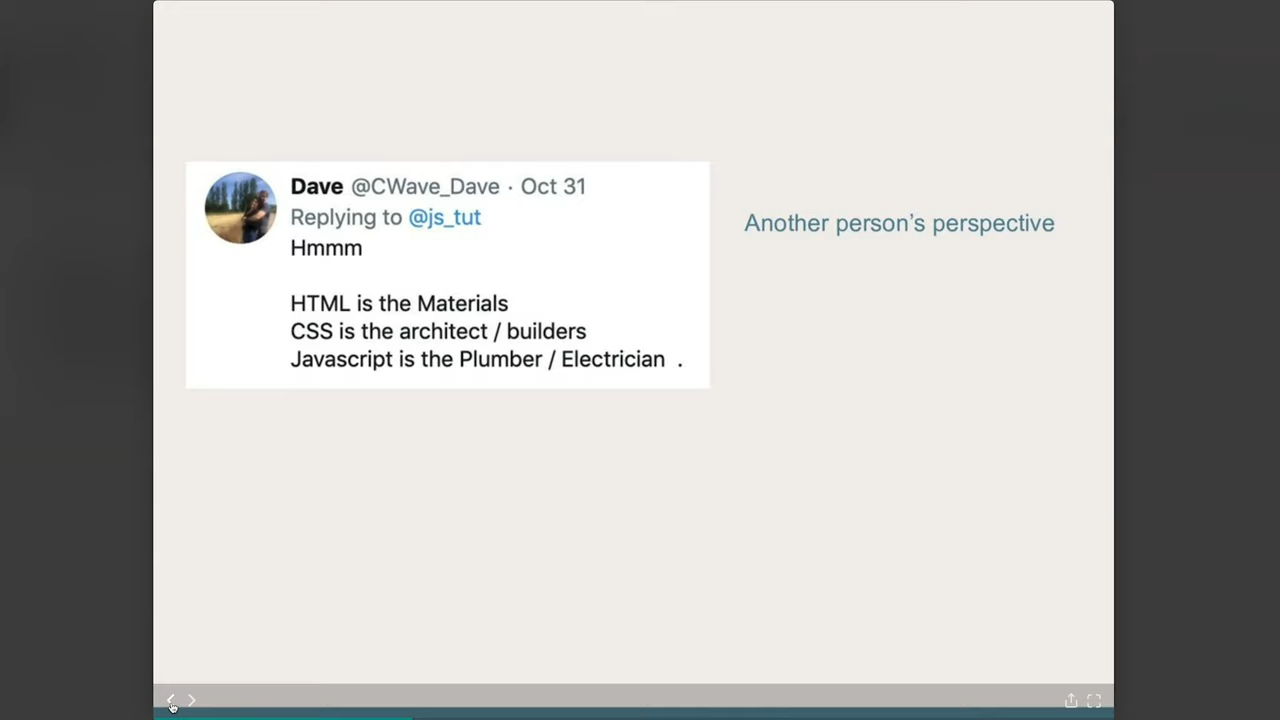 Dave @CWave_Dave · Oct 31
Replying to @js_tut
Hmmm
HTML is the Materials
CSS is the architect / builders
Javascript is the Plumber / Electrician .
Another person’s perspective